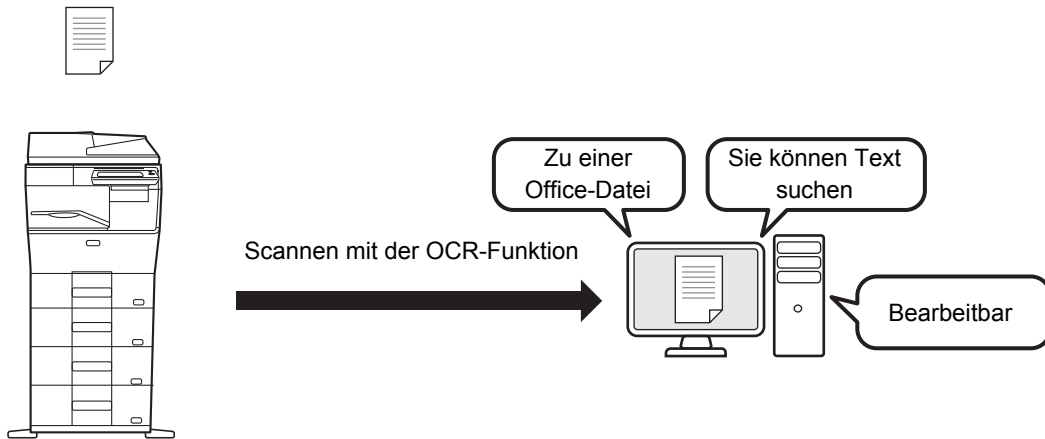 Zu einer
Office-Datei
Sie können Text
suchen
Scannen mit der OCR-Funktion
Bearbeitbar